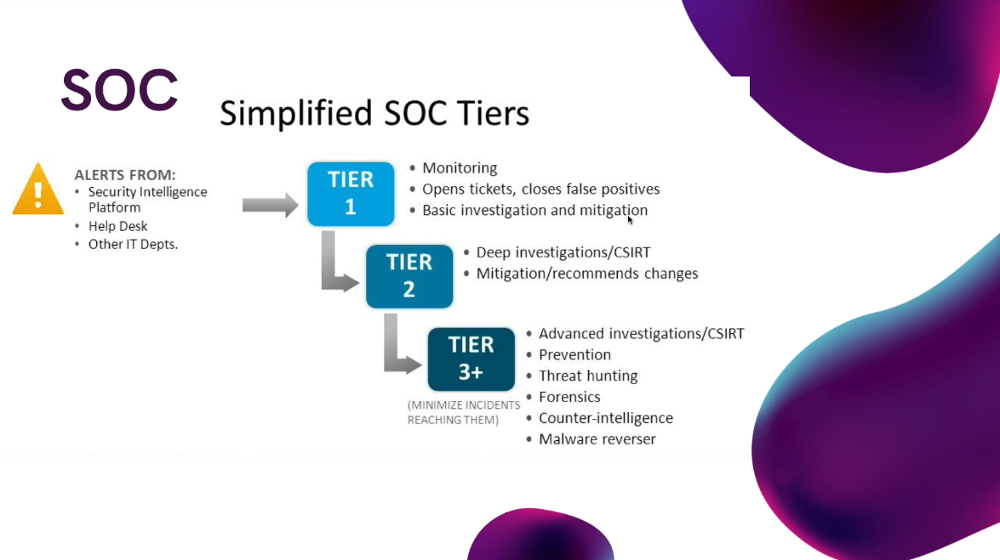 SOC
Simplified SOC Tiers
ALERTS FROM:
• Security Intelligence
Platform
• Help Desk
• Other IT Depts.
TIER
1
• Monitoring
• Opens tickets, closes false positives
• Basic investigation and mitigation
TIER
2
• Deep investigations/CSIRT
• Mitigation/recommends changes
TIER
3+
(MINIMIZE INCIDENTS
REACHING THEM)
• Advanced investigations/CSIRT
• Prevention
• Threat hunting
• Forensics
• Counter-intelligence
• Malware reverser